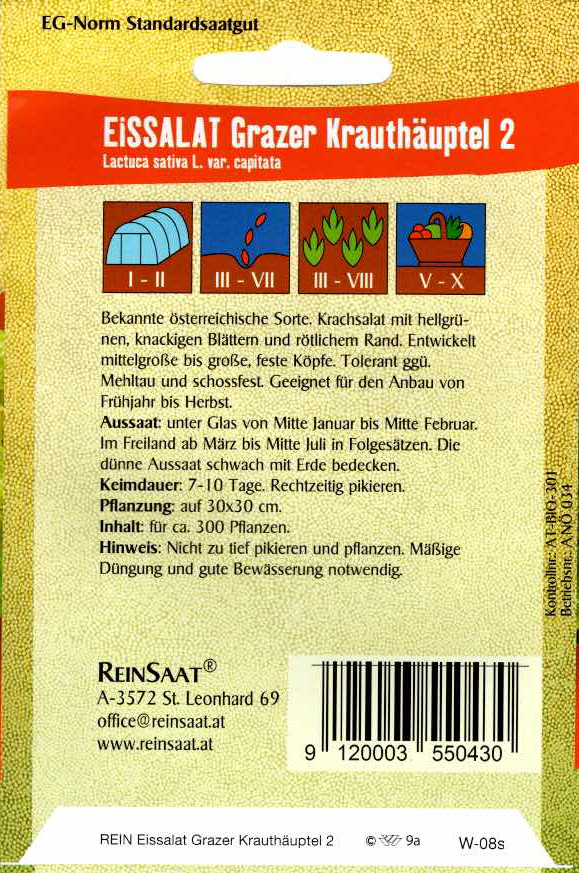 EG-Norm Standardsaatgut
EiSSALAT Grazer Krauthäuptel 2
Lactuca sativa L. var. capitata
I - II
III - VII
III - VIII
V - X
Bekannte österreichische Sorte. Krachsalat mit hellgrü-
nen, knackigen Blättern und rötlichem Rand. Entwickelt
mittelgroße bis große, feste Köpfe. Tolerant ggü.
Mehltau und schossfest. Geeignet für den Anbau von
Frühjahr bis Herbst.
Aussaat: unter Glas von Mitte Januar bis Mitte Februar.
Im Freiland ab März bis Mitte Juli in Folgesätzen. Die
dünne Aussaat schwach mit Erde bedecken.
Keimdauer: 7-10 Tage. Rechtzeitig pikieren.
Pflanzung: auf 30x30 cm.
Inhalt: für ca. 300 Pflanzen.
Hinweis: Nicht zu tief pikieren und pflanzen. Mäßige
Düngung und gute Bewässerung notwendig.
Kontrollnr.: AT-BIO-301
Betriebsnr.: ANÖ 034
REINSAAT®
A-3572 St. Leonhard 69
office@reinsaat.at
www.reinsaat.at
9 120003 550430
REIN Eissalat Grazer Krauthäuptel 2 © 9a W-08s